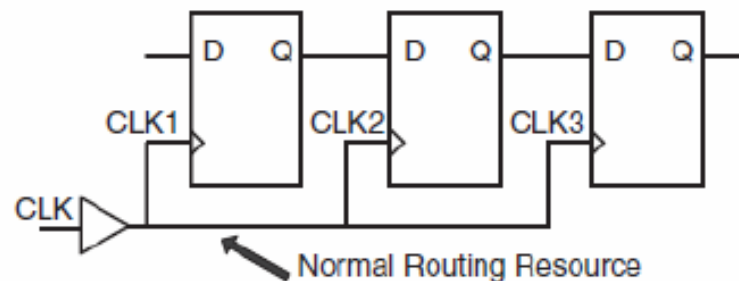 D Q D Q D Q
CLK1 CLK2 CLK3
CLK
Normal Routing Resource